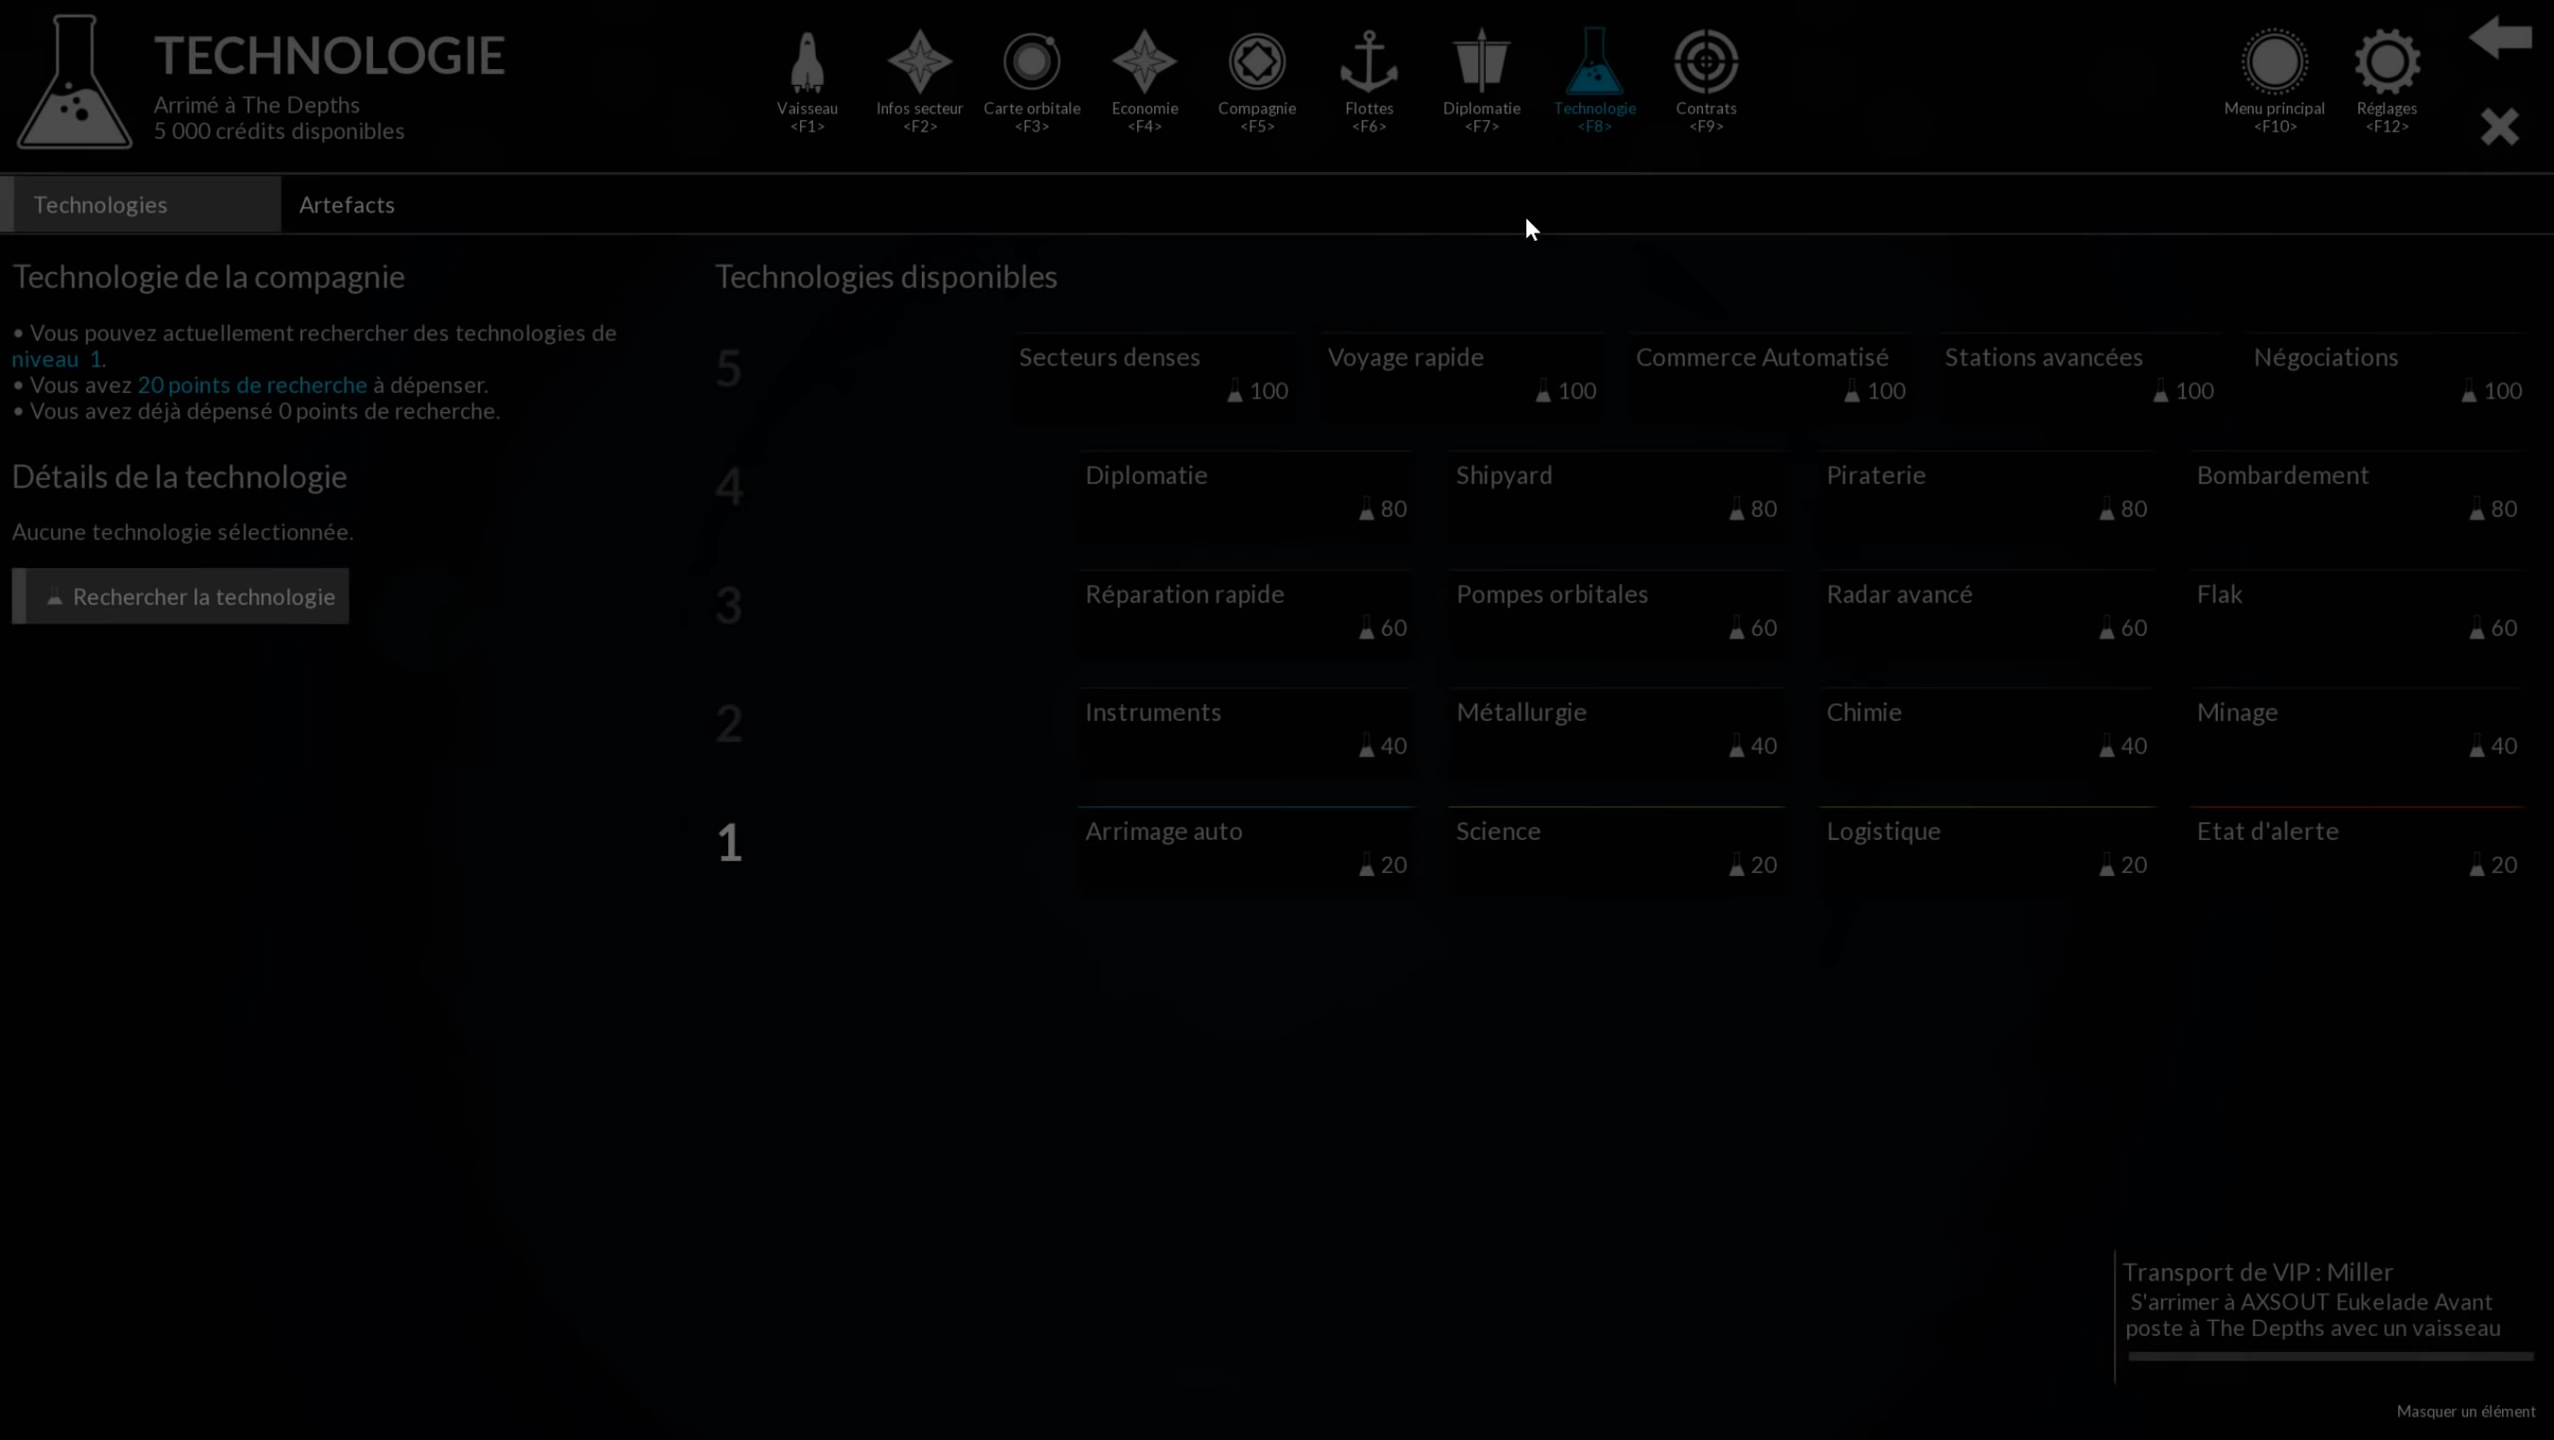 TECHNOLOGIE
Arrimé à The Depths
5 000 crédits disponibles
Vaisseau
<F1>
Infos secteur
<F2>
Carte orbitale
<F3>
Economie
<F4>
Compagnie
<F5>
Flottes
<F6>
Diplomatie
<F7>
Technologie
<F8>
Contrats
<F9>
Menu principal
<F10>
Réglages
<F12>
Technologies
Artefacts
Technologie de la compagnie
• Vous pouvez actuellement rechercher des technologies de
niveau 1.
• Vous avez 20 points de recherche à dépenser.
• Vous avez déjà dépensé 0 points de recherche.
Détails de la technologie
Aucune technologie sélectionnée.
Rechercher la technologie
Technologies disponibles
5
Secteurs denses
100
Voyage rapide
100
Commerce Automatisé
100
Stations avancées
100
Négociations
100
4
Diplomatie
80
Shipyard
80
Piraterie
80
Bombardement
80
3
Réparation rapide
60
Pompes orbitales
60
Radar avancé
60
Flak
60
2
Instruments
40
Métallurgie
40
Chimie
40
Minage
40
1
Arrimage auto
20
Science
20
Logistique
20
Etat d'alerte
20
Transport de VIP : Miller
S'arrimer à AXSOUT Eukelade Avant
poste à The Depths avec un vaisseau
Masquer un élément